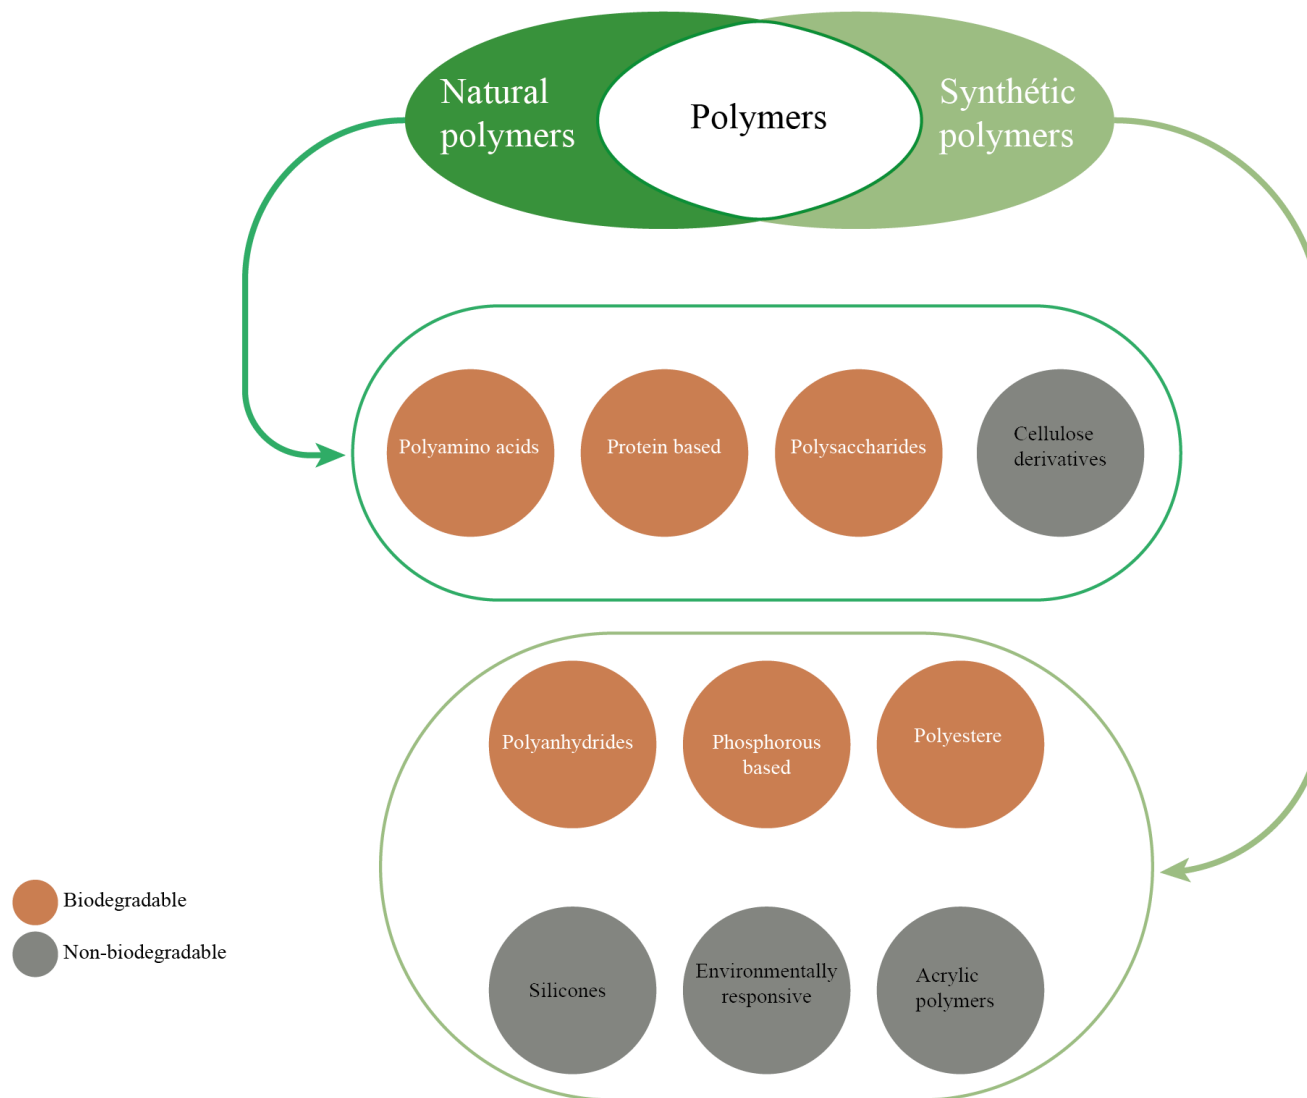 Natural
polymers
Polymers
Synthétic
polymers
Polyamino acids
Protein based
Polysaccharides
Cellulose
derivatives
Polyanhydrides
Phosphorous
based
Polyestere
Biodegradable
Non-biodegradable
Silicones
Environmentally
responsive
Acrylic
polymers